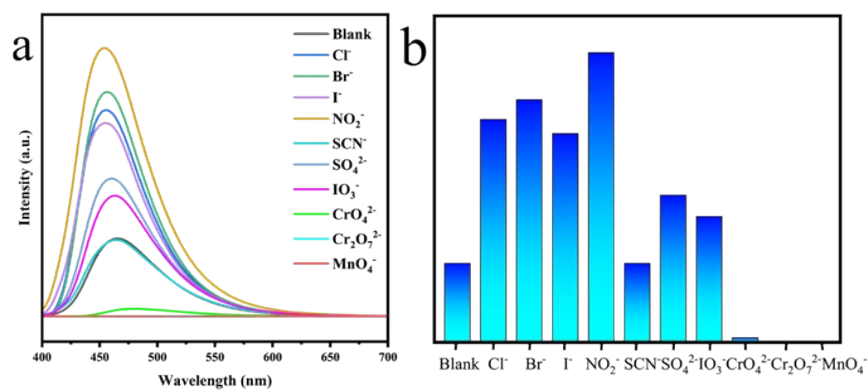 a
Intensity (a.u.)
Blank
Cl⁻
Br⁻
I⁻
NO₂⁻
SCN⁻
SO₄²⁻
IO₃⁻
CrO₄²⁻
Cr₂O₇²⁻
MnO₄⁻
400 450 500 550 600 650 700
Wavelength (nm)
b
Blank Cl⁻ Br⁻ I⁻ NO₂⁻ SCN⁻ SO₄²⁻ IO₃⁻ CrO₄²⁻ Cr₂O₇²⁻ MnO₄⁻